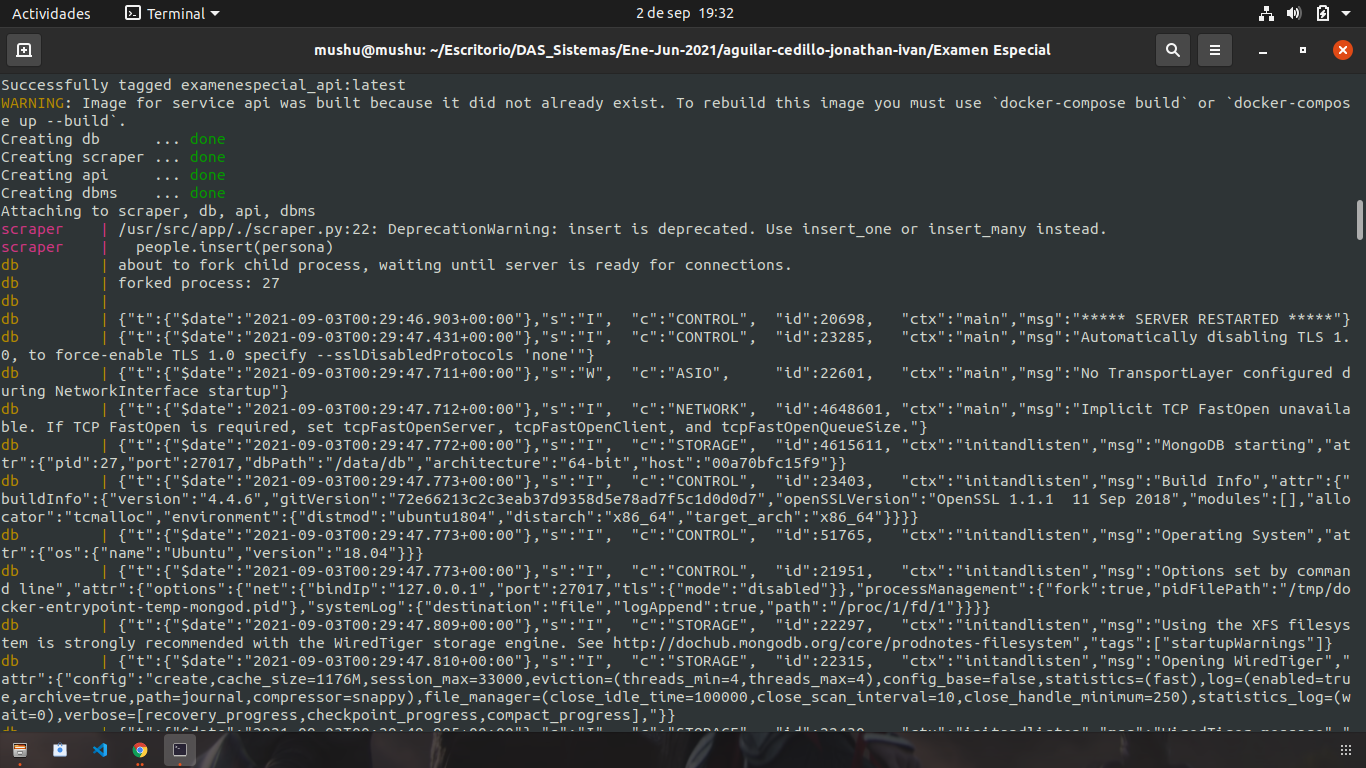 Actividades Terminal 2 de sep 19:32
mushu@mushu: ~/Escritorio/DAS_Sistemas/Ene-Jun-2021/aguilar-cedillo-jonathan-ivan/Examen Especial
Successfully tagged examenespecial_api:latest
WARNING: Image for service api was built because it did not already exist. To rebuild this image you must use `docker-compose build` or `docker-compos
e up --build`.
Creating db      ... done
Creating scraper ... done
Creating api     ... done
Creating dbms    ... done
Attaching to scraper, db, api, dbms
scraper    | /usr/src/app/./scraper.py:22: DeprecationWarning: insert is deprecated. Use insert_one or insert_many instead.
scraper    |   people.insert(persona)
db         | about to fork child process, waiting until server is ready for connections.
db         | forked process: 27
db         |
db         | {"t":{"$date":"2021-09-03T00:29:46.903+00:00"},"s":"I",  "c":"CONTROL",  "id":20698,   "ctx":"main","msg":"***** SERVER RESTARTED *****"}
db         | {"t":{"$date":"2021-09-03T00:29:47.431+00:00"},"s":"I",  "c":"CONTROL",  "id":23285,   "ctx":"main","msg":"Automatically disabling TLS 1.
0, to force-enable TLS 1.0 specify --sslDisabledProtocols 'none'"}
db         | {"t":{"$date":"2021-09-03T00:29:47.711+00:00"},"s":"W",  "c":"ASIO",     "id":22601,   "ctx":"main","msg":"No TransportLayer configured d
uring NetworkInterface startup"}
db         | {"t":{"$date":"2021-09-03T00:29:47.712+00:00"},"s":"I",  "c":"NETWORK",  "id":4648601, "ctx":"main","msg":"Implicit TCP FastOpen unavaila
ble. If TCP FastOpen is required, set tcpFastOpenServer, tcpFastOpenClient, and tcpFastOpenQueueSize."}
db         | {"t":{"$date":"2021-09-03T00:29:47.772+00:00"},"s":"I",  "c":"STORAGE",  "id":4615611, "ctx":"initandlisten","msg":"MongoDB starting","at
tr":{"pid":27,"port":27017,"dbPath":"/data/db","architecture":"64-bit","host":"00a70bfc15f9"}}
db         | {"t":{"$date":"2021-09-03T00:29:47.773+00:00"},"s":"I",  "c":"CONTROL",  "id":23403,   "ctx":"initandlisten","msg":"Build Info","attr":{"
buildInfo":{"version":"4.4.6","gitVersion":"72e66213c2c3eab37d9358d5e78ad7f5c1d0d0d7","openSSLVersion":"OpenSSL 1.1.1  11 Sep 2018","modules":[],"allo
cator":"tcmalloc","environment":{"distmod":"ubuntu1804","distarch":"x86_64","target_arch":"x86_64"}}}}
db         | {"t":{"$date":"2021-09-03T00:29:47.773+00:00"},"s":"I",  "c":"CONTROL",  "id":51765,   "ctx":"initandlisten","msg":"Operating System","at
tr":{"os":{"name":"Ubuntu","version":"18.04"}}}
db         | {"t":{"$date":"2021-09-03T00:29:47.773+00:00"},"s":"I",  "c":"CONTROL",  "id":21951,   "ctx":"initandlisten","msg":"Options set by comman
d line","attr":{"options":{"net":{"bindIp":"127.0.0.1","port":27017,"tls":{"mode":"disabled"}},"processManagement":{"fork":true,"pidFilePath":"/tmp/do
cker-entrypoint-temp-mongod.pid"},"systemLog":{"destination":"file","logAppend":true,"path":"/proc/1/fd/1"}}}}
db         | {"t":{"$date":"2021-09-03T00:29:47.809+00:00"},"s":"I",  "c":"STORAGE",  "id":22297,   "ctx":"initandlisten","msg":"Using the XFS filesys
tem is strongly recommended with the WiredTiger storage engine. See http://dochub.mongodb.org/core/prodnotes-filesystem","tags":["startupWarnings"]}
db         | {"t":{"$date":"2021-09-03T00:29:47.810+00:00"},"s":"I",  "c":"STORAGE",  "id":22315,   "ctx":"initandlisten","msg":"Opening WiredTiger","
attr":{"config":"create,cache_size=1176M,session_max=33000,eviction=(threads_min=4,threads_max=4),config_base=false,statistics=(fast),log=(enabled=tru
e,archive=true,path=journal,compressor=snappy),file_manager=(close_idle_time=100000,close_scan_interval=10,close_handle_minimum=250),statistics_log=(w
ait=0),verbose=[recovery_progress,checkpoint_progress,compact_progress],"}}